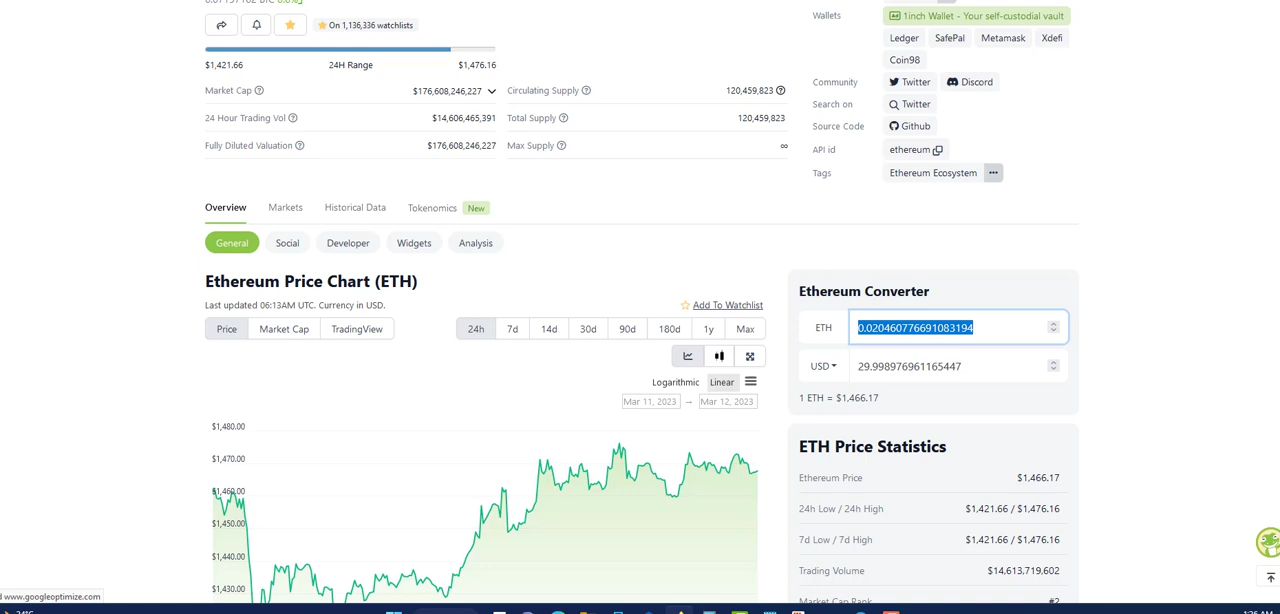 On 1,136,336 watchlists
$1,421.66 24H Range $1,476.16
Market Cap $176,608,246,227
24 Hour Trading Vol $14,606,465,391
Fully Diluted Valuation $176,608,246,227
Circulating Supply 120,459,823
Total Supply 120,459,823
Max Supply ∞
Wallets 1inch Wallet - Your self-custodial vault
Ledger SafePal Metamask Xdefi
Coin98
Community Twitter Discord
Search on Twitter
Source Code Github
API id ethereum
Tags Ethereum Ecosystem
Overview Markets Historical Data Tokenomics New
General Social Developer Widgets Analysis
Ethereum Price Chart (ETH)
Last updated 06:13AM UTC. Currency in USD.
Add To Watchlist
Price Market Cap TradingView
24h 7d 14d 30d 90d 180d 1y Max
Logarithmic Linear
Mar 11, 2023 → Mar 12, 2023
$1,480.00
$1,470.00
$1,460.00
$1,450.00
$1,440.00
$1,430.00
Ethereum Converter
ETH 0.020460776691083194
USD 29.998976961165447
1 ETH = $1,466.17
ETH Price Statistics
Ethereum Price $1,466.17
24h Low / 24h High $1,421.66 / $1,476.16
7d Low / 7d High $1,421.66 / $1,476.16
Trading Volume $14,613,719,602
Market Cap Rank #2
www.googleoptimize.com